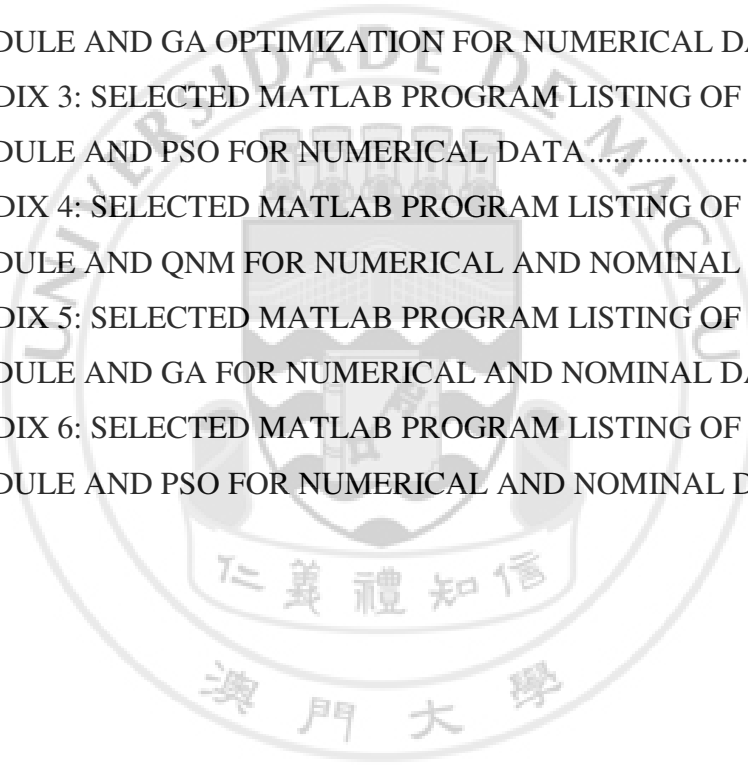 DULE AND GA OPTIMIZATION FOR NUMERICAL DA
DIX 3: SELECTED MATLAB PROGRAM LISTING OF
DULE AND PSO FOR NUMERICAL DATA ....................
DIX 4: SELECTED MATLAB PROGRAM LISTING OF
DULE AND QNM FOR NUMERICAL AND NOMINAL
DIX 5: SELECTED MATLAB PROGRAM LISTING OF
DULE AND GA FOR NUMERICAL AND NOMINAL DA
DIX 6: SELECTED MATLAB PROGRAM LISTING OF
DULE AND PSO FOR NUMERICAL AND NOMINAL D
UNIVERSIDADE DE MACAU
仁義禮知信
澳門大學